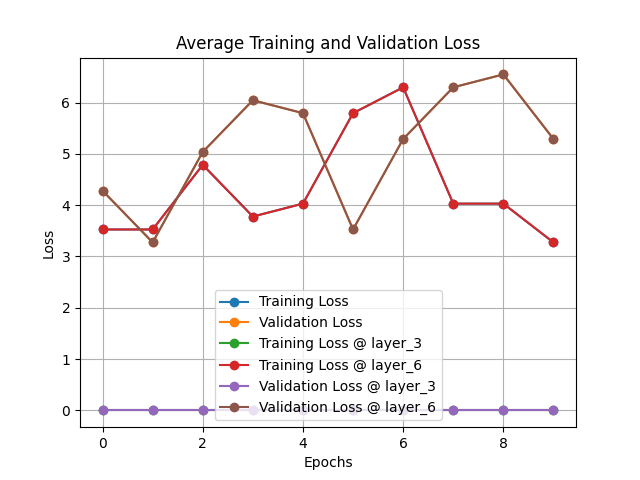 Average Training and Validation Loss
Loss
6
5
4
3
2
1
0
Training Loss
Validation Loss
Training Loss @ layer_3
Training Loss @ layer_6
Validation Loss @ layer_3
Validation Loss @ layer_6
0 2 4 6 8
Epochs